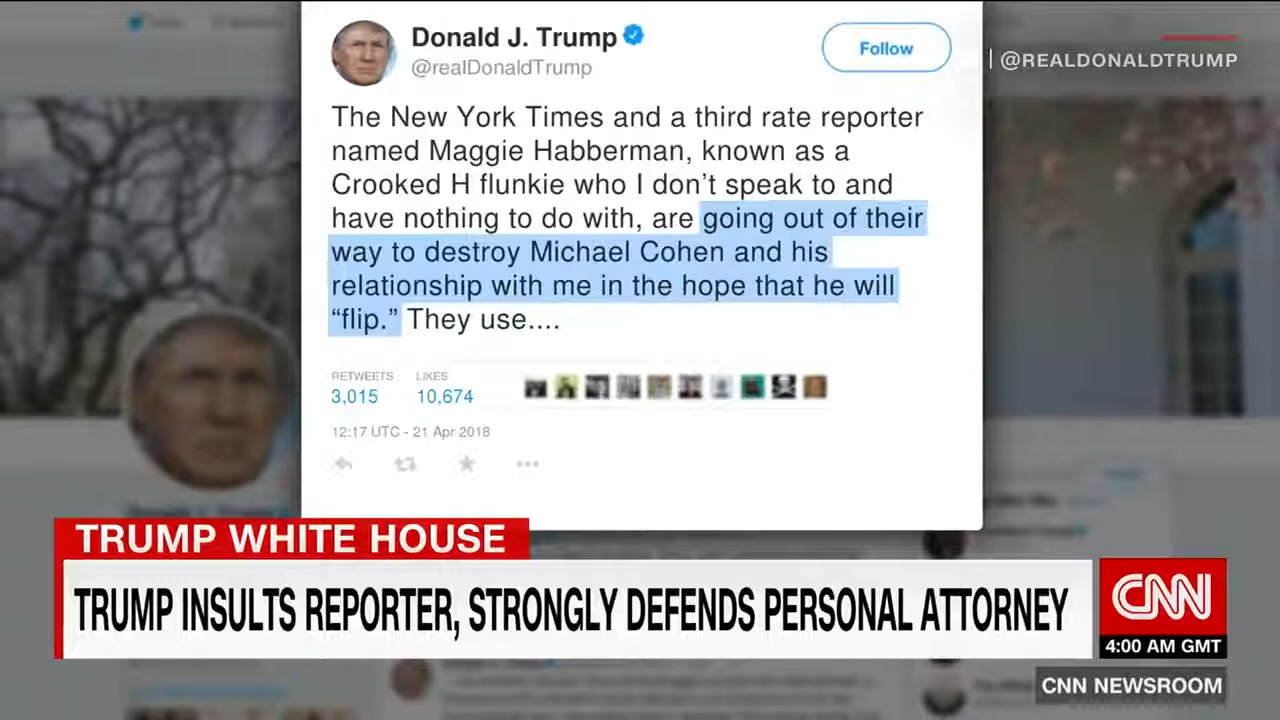 Donald J. Trump
@realDonaldTrump
Follow
| @REALDONALDTRUMP
The New York Times and a third rate reporter
named Maggie Habberman, known as a
Crooked H flunkie who I don’t speak to and
have nothing to do with, are going out of their
way to destroy Michael Cohen and his
relationship with me in the hope that he will
“flip.” They use....
RETWEETS LIKES
3,015 10,674
12:17 UTC - 21 Apr 2018
TRUMP WHITE HOUSE
TRUMP INSULTS REPORTER, STRONGLY DEFENDS PERSONAL ATTORNEY
CNN
4:00 AM GMT
CNN NEWSROOM